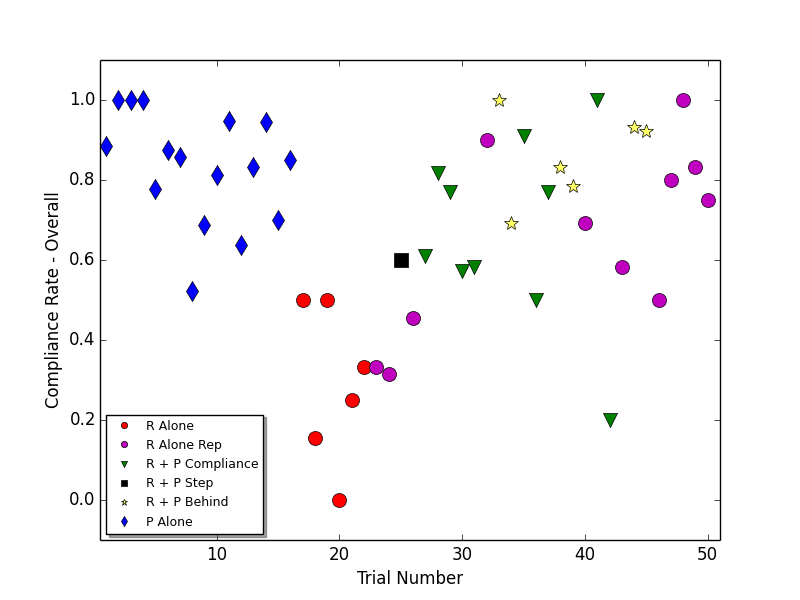 Compliance Rate - Overall
1.0
0.8
0.6
0.4
0.2
0.0
R Alone
R Alone Rep
R + P Compliance
R + P Step
R + P Behind
P Alone
10 20 30 40 50
Trial Number